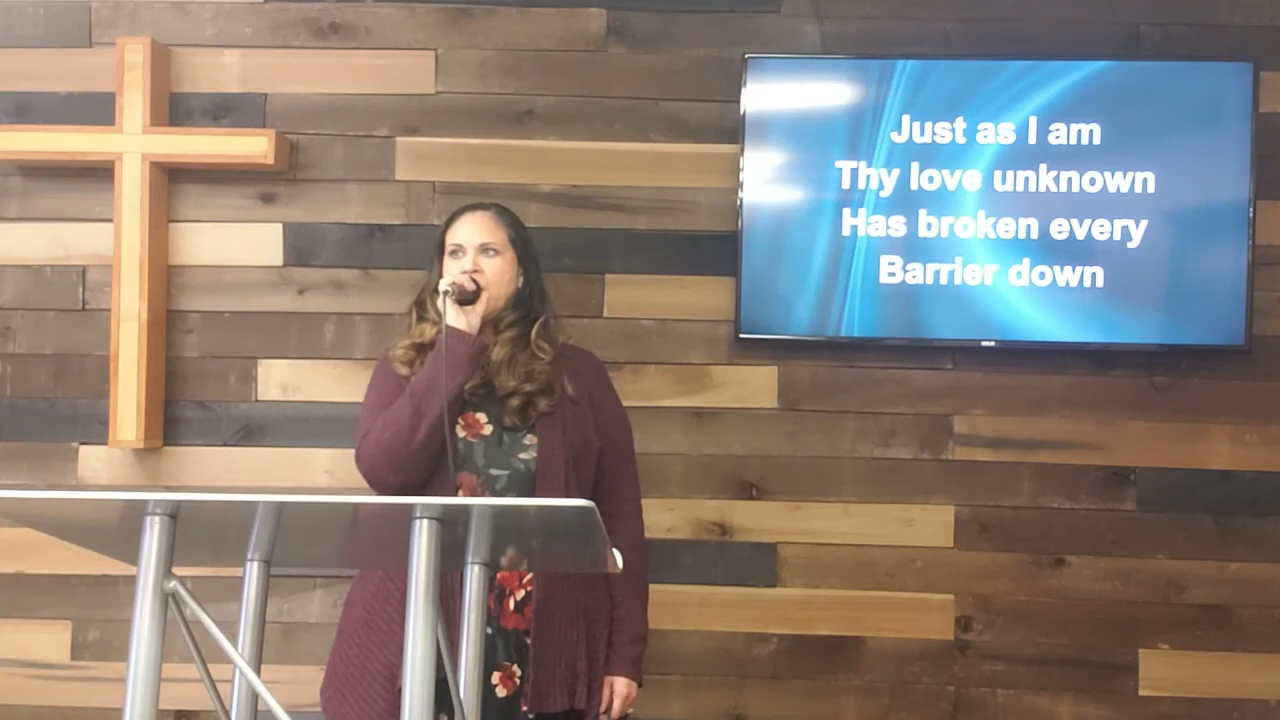 Just as I am
Thy love unknown
Has broken every
Barrier down